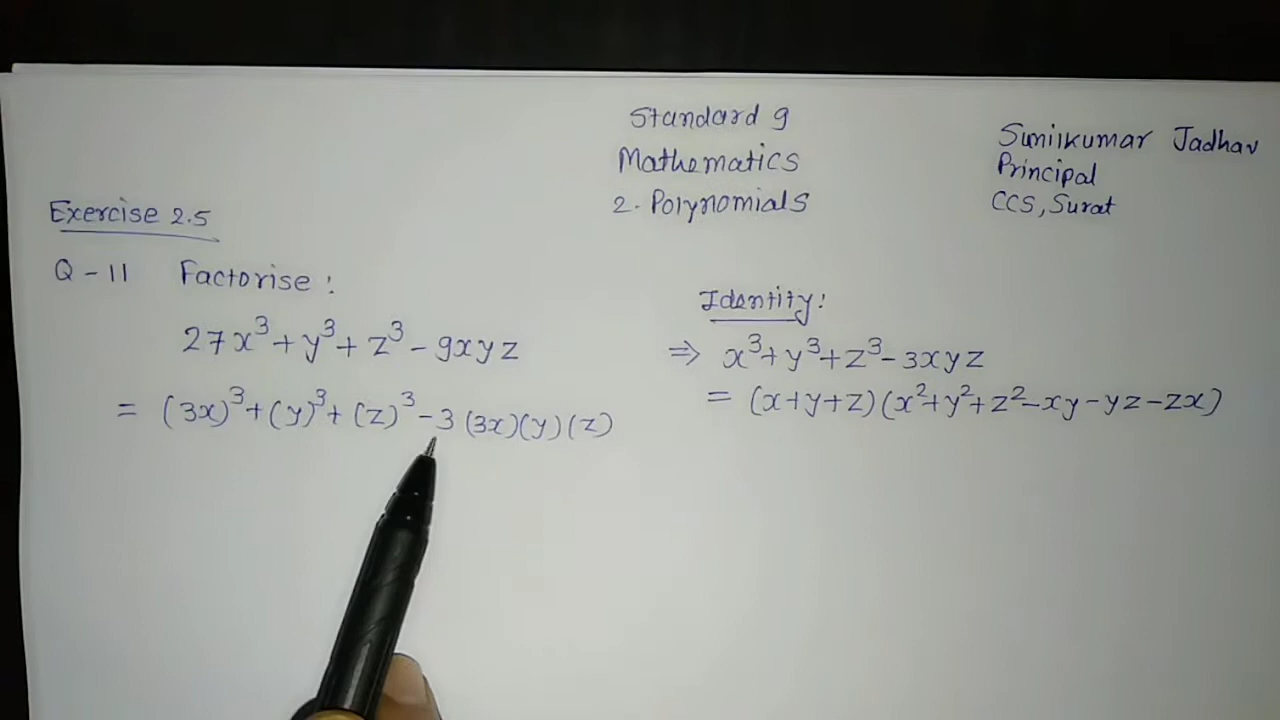 Standard 9
Mathematics
2. Polynomials
Sunilkumar Jadhav
Principal
CCS, Surat
Exercise 2.5
Q - 11 Factorise :
27x³ + y³ + z³ - 9xyz
= (3x)³ + (y)³ + (z)³ - 3 (3x)(y)(z)
Identity :
⇒ x³ + y³ + z³ - 3xyz
= (x+y+z)(x²+y²+z²-xy-yz-zx)